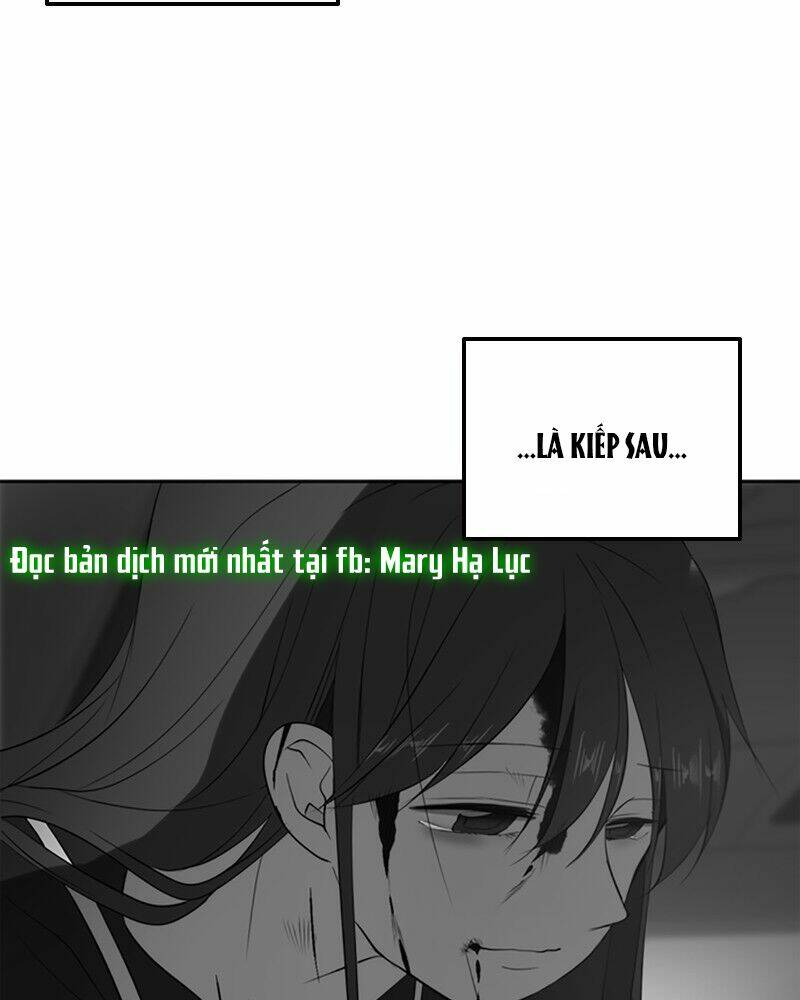 ...LÀ KIẾP SAU...
Đọc bản dịch mới nhất tại fb: Mary Hạ Lục